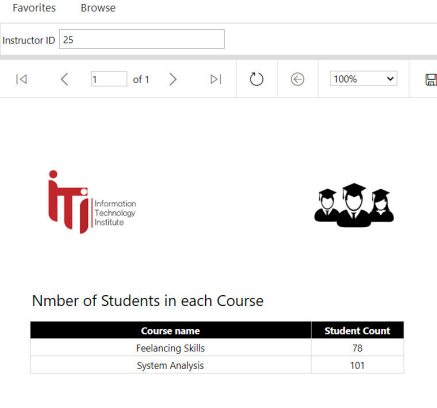 Favorites Browse
Instructor ID 25
1 of 1 100%
iTi
Information
Technology
Institute
Nmber of Students in each Course
Course name Student Count
Feelancing Skills 78
System Analysis 101